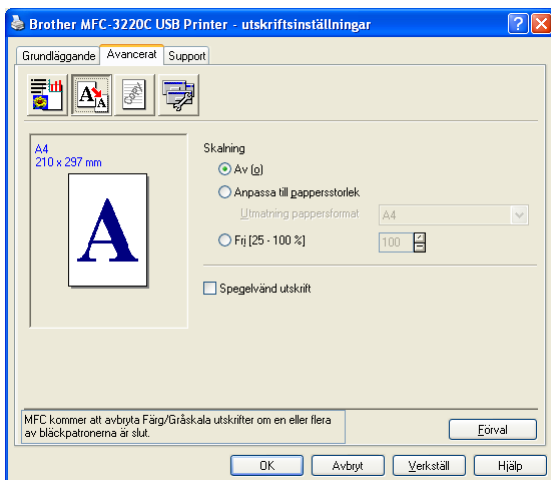 Brother MFC-3220C USB Printer - utskriftsinställningar
Grundläggande Avancerat Support
A4
210 x 297 mm
A
Skalning
Av (o)
Anpassa till pappersstorlek
Utmatning pappersformat A4
Fri [25 - 100 %] 100
Spegelvänd utskrift
MFC kommer att avbryta Färg/Gråskala utskrifter om en eller flera
av bläckpatronerna är slut.
Förval
OK Avbryt Verkställ Hjälp